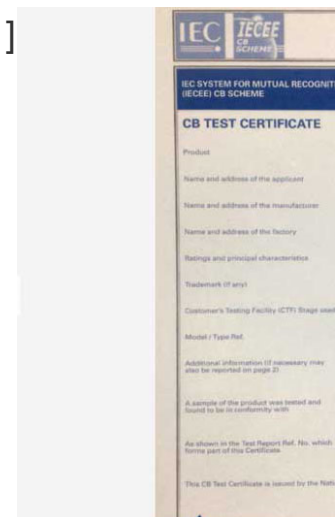 ]
IEC IECEE
CB
SCHEME
IEC SYSTEM FOR MUTUAL RECOGNIT
(IECEE) CB SCHEME
CB TEST CERTIFICATE
Product
Name and address of the applicant
Name and address of the manufacturer
Name and address of the factory
Ratings and principal characteristics
Trademark (if any)
Customer's Testing Facility (CTF) Stage used
Model / Type Ref.
Additional information (if necessary may
also be reported on page 2)
A sample of the product was tested and
found to be in conformity with
As shown in the Test Report Ref. No. which
forms part of this Certificate
This CB Test Certificate is issued by the Nati